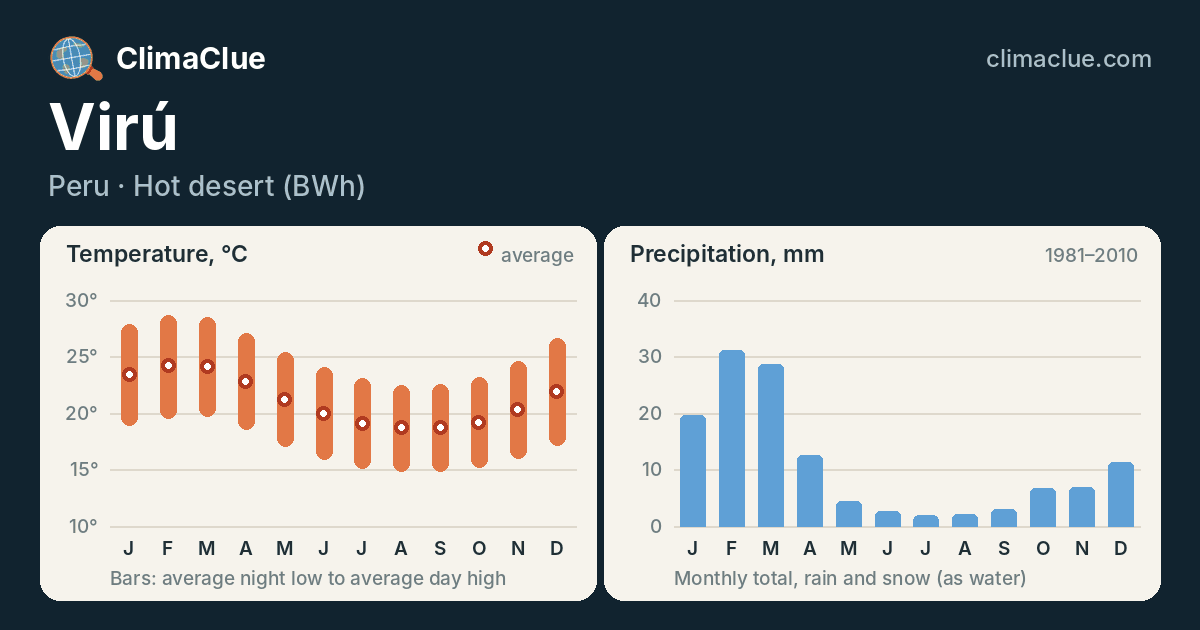 ClimaClue
climaclue.com
Virú
Peru · Hot desert (BWh)
Temperature, °C
average
30°
25°
20°
15°
10°
J F M A M J J A S O N D
Bars: average night low to average day high
Precipitation, mm
1981–2010
40
30
20
10
0
J F M A M J J A S O N D
Monthly total, rain and snow (as water)